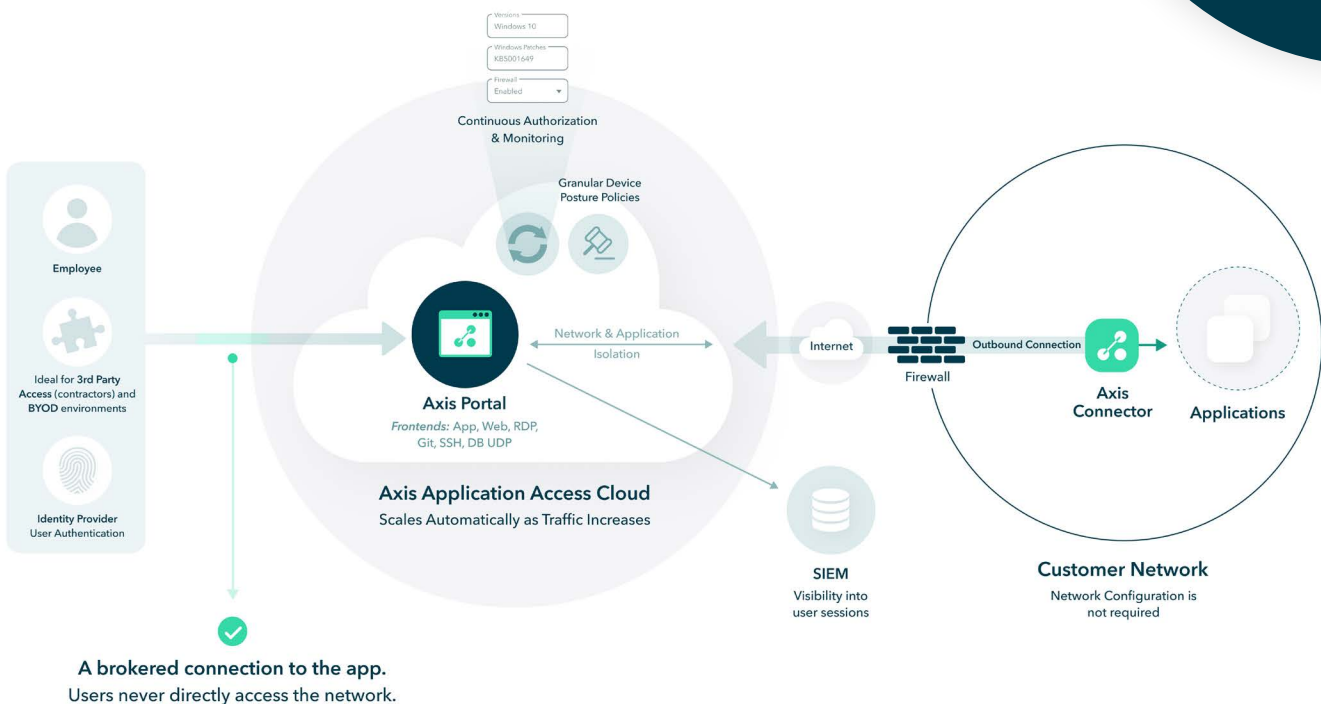 Versions
Windows 10
Windows Patches
KB5001649
Firewall
Enabled
Continuous Authorization
& Monitoring
Granular Device
Posture Policies
Employee
Ideal for 3rd Party
Access (contractors) and
BYOD environments
Identity Provider
User Authentication
Network & Application
Isolation
Axis Portal
Frontends: App, Web, RDP,
Git, SSH, DB UDP
Axis Application Access Cloud
Scales Automatically as Traffic Increases
Internet
Firewall
Outbound Connection
Axis
Connector
Applications
SIEM
Visibility into
user sessions
Customer Network
Network Configuration is
not required
A brokered connection to the app.
Users never directly access the network.